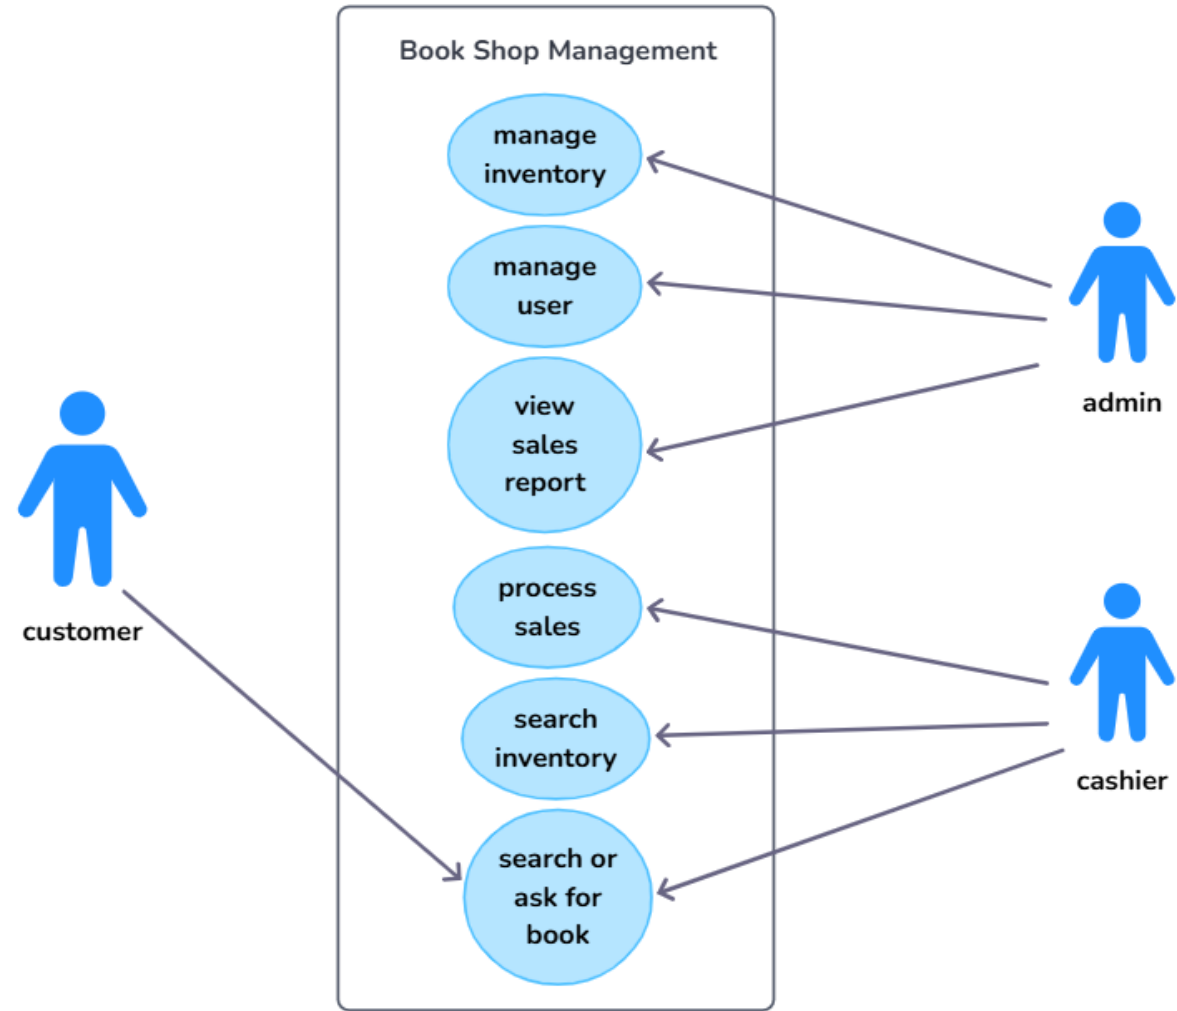 Book Shop Management
manage
inventory
manage
user
view
sales
report
admin
customer
process
sales
search
inventory
cashier
search or
ask for
book